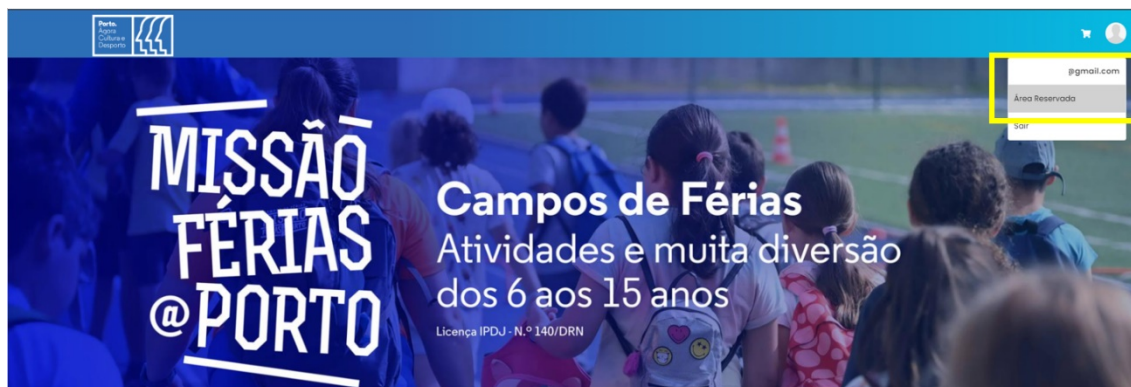 Porto.
Ágora
Cultura e
Desporto
@gmail.com
Área Reservada
Sair
MISSÃO
FÉRIAS
@PORTO
Campos de Férias
Atividades e muita diversão
dos 6 aos 15 anos
Licença IPDJ - N.º 140/DRN